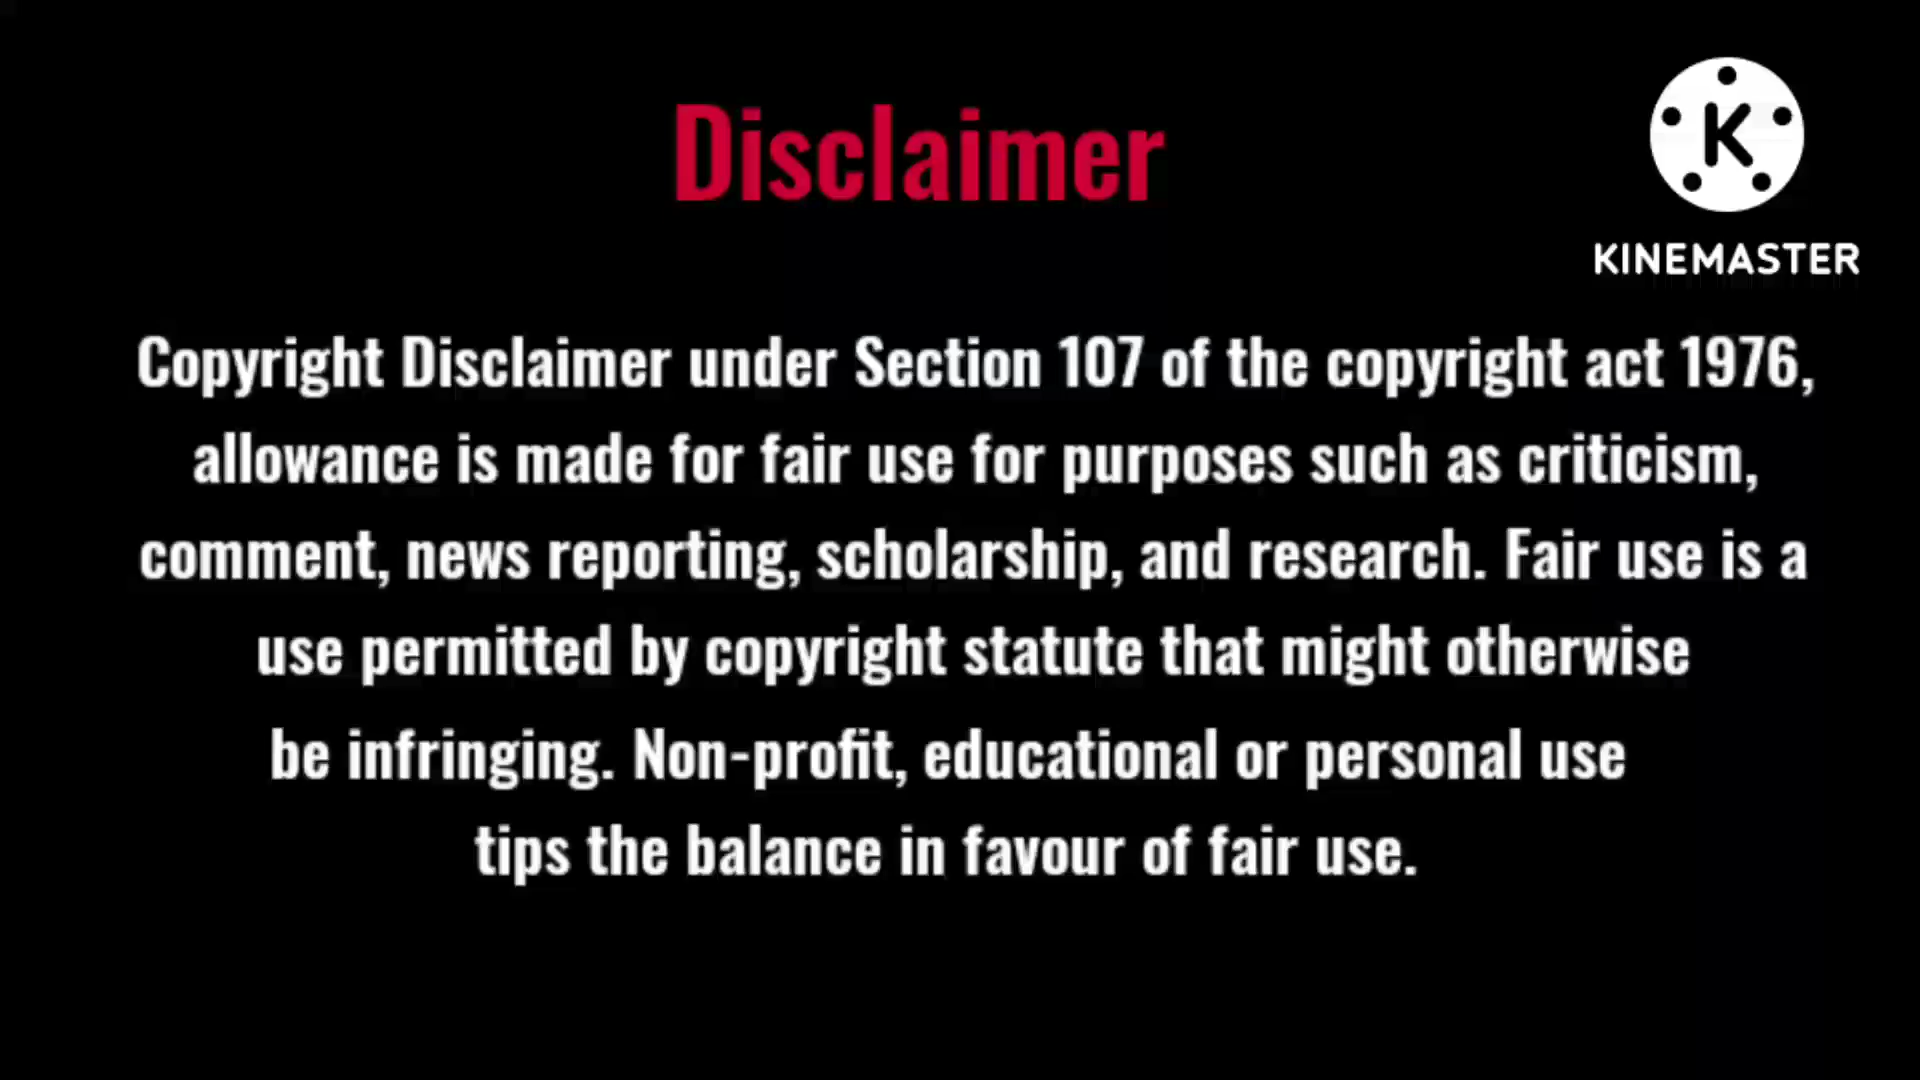 Disclaimer
K
KINEMASTER
Copyright Disclaimer under Section 107 of the copyright act 1976,
allowance is made for fair use for purposes such as criticism,
comment, news reporting, scholarship, and research. Fair use is a
use permitted by copyright statute that might otherwise
be infringing. Non-profit, educational or personal use
tips the balance in favour of fair use.